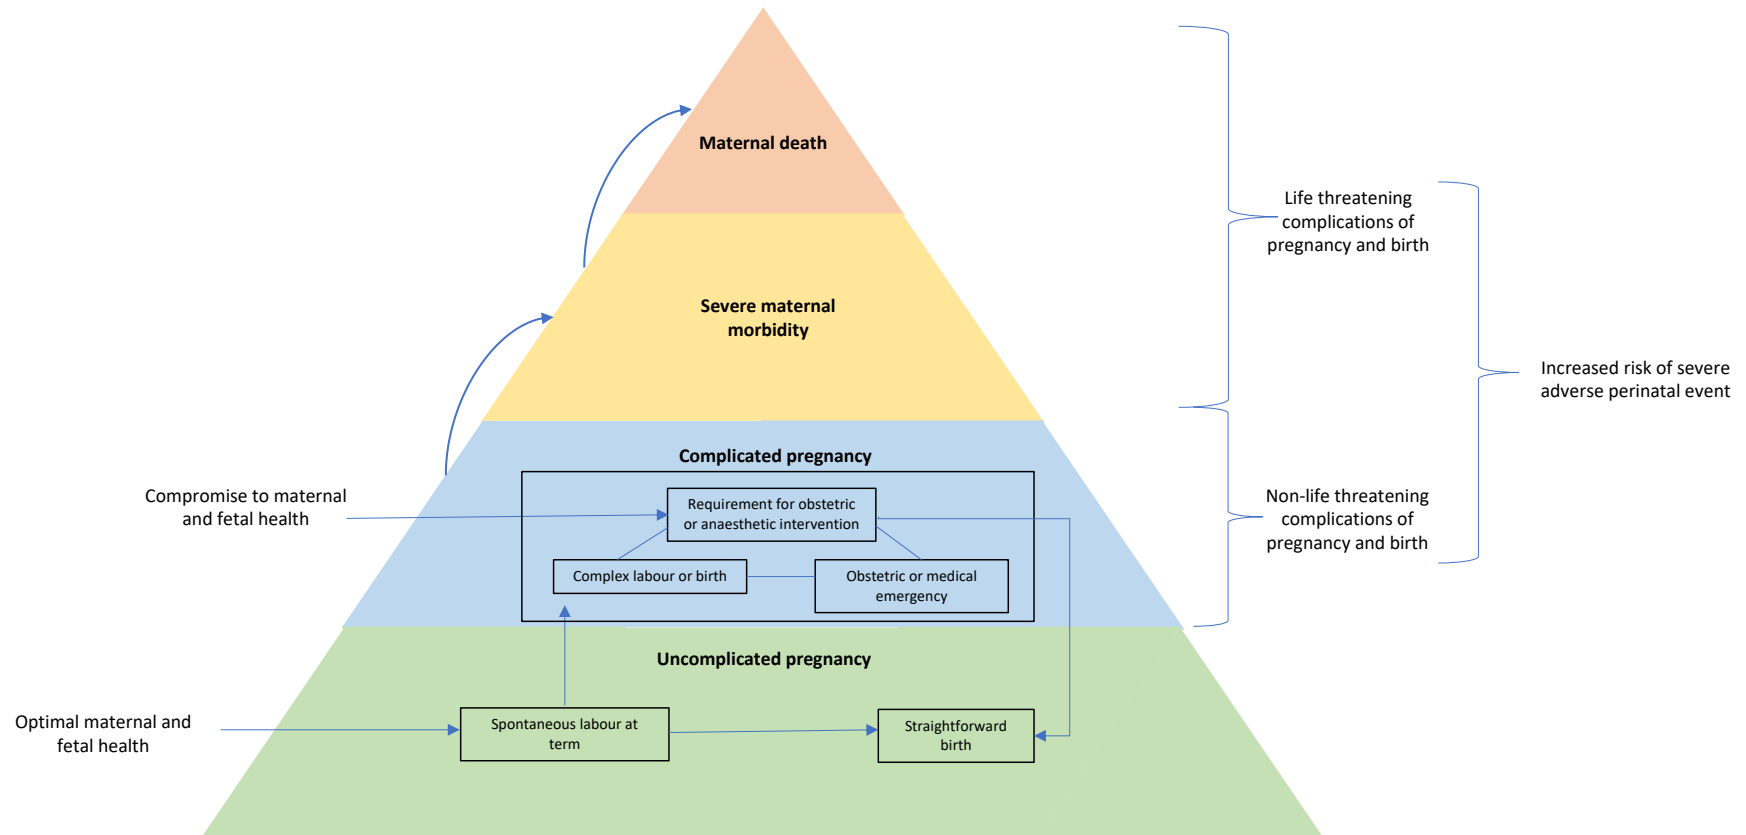 Maternal death
Life threatening
complications of
pregnancy and birth
Severe maternal
morbidity
Increased risk of severe
adverse perinatal event
Complicated pregnancy
Compromise to maternal
and fetal health
Requirement for obstetric
or anaesthetic intervention
Non-life threatening
complications of
pregnancy and birth
Complex labour or birth
Obstetric or medical
emergency
Uncomplicated pregnancy
Optimal maternal and
fetal health
Spontaneous labour at
term
Straightforward
birth